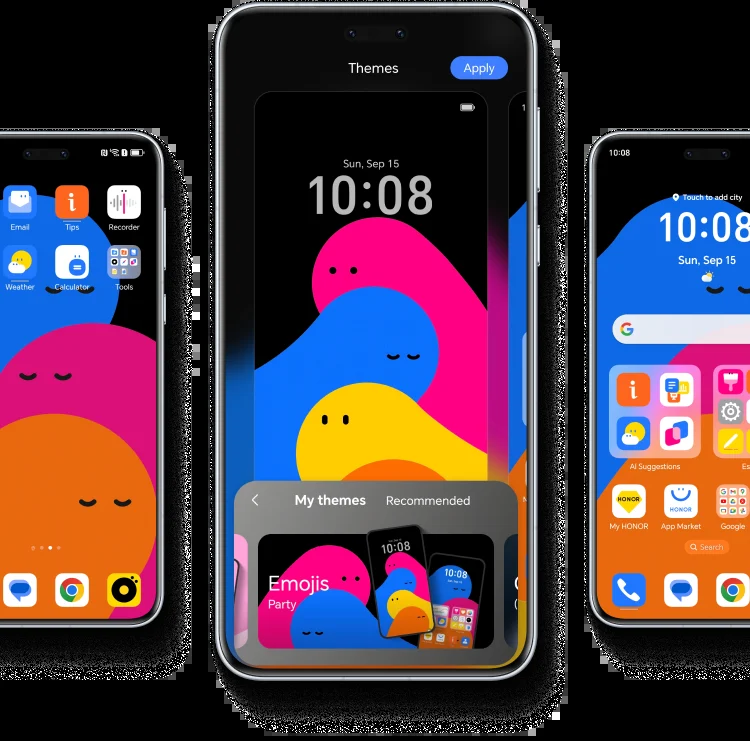 Email
Tips
Recorder
Weather
Calculator
Tools
Themes
Apply
Sun, Sep 15
10:08
My themes
Recommended
Emojis
Party
10:08
10:08
10:08
Touch to add city
10:08
Sun, Sep 15
AI Suggestions
HONOR
My HONOR
HONOR
App Market
Google
Search